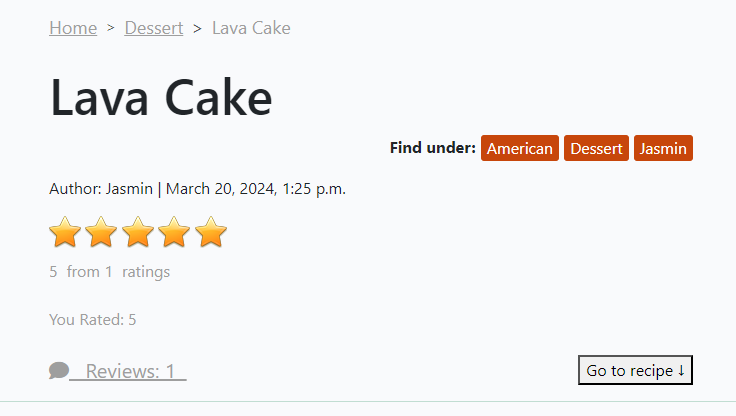 Home > Dessert > Lava Cake
Lava Cake
Find under: American Dessert Jasmin
Author: Jasmin | March 20, 2024, 1:25 p.m.
5 from 1 ratings
You Rated: 5
Reviews: 1
Go to recipe ↓